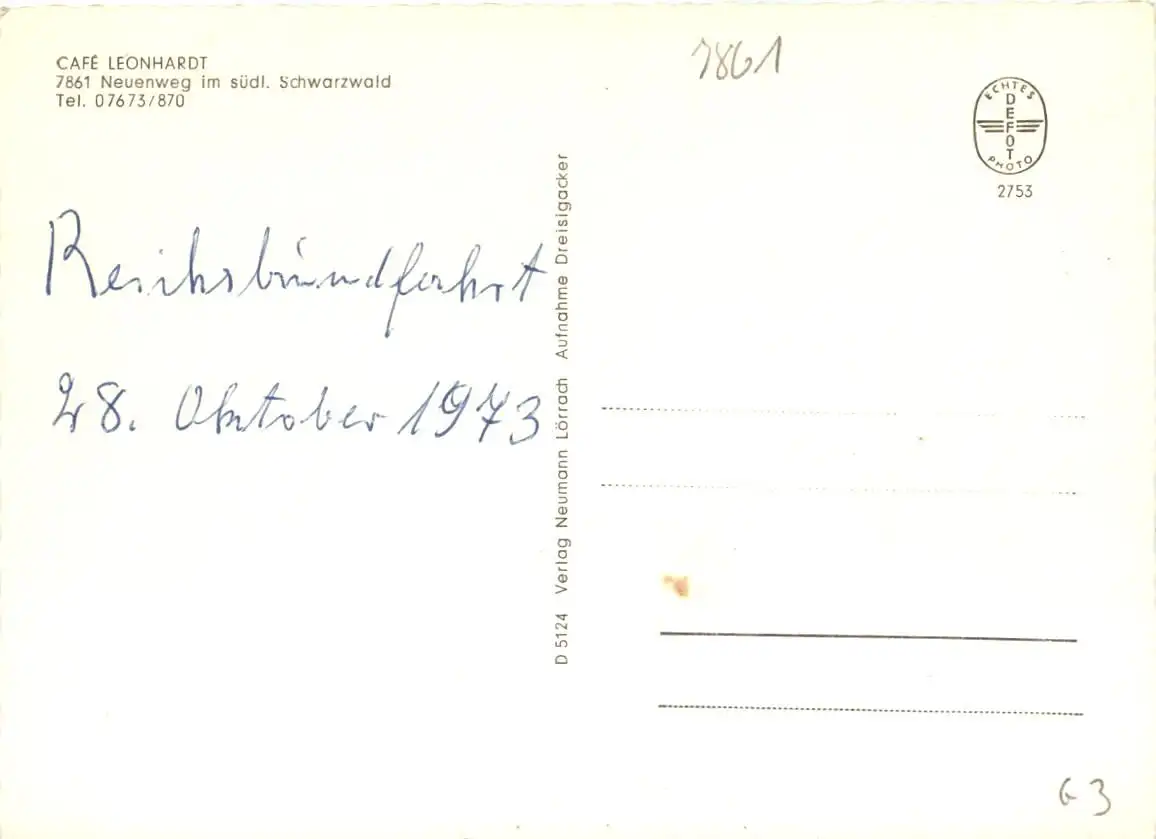 CAFÉ LEONHARDT
7861 Neuenweg im südl. Schwarzwald
Tel. 07673/870
7861
ECHTES
DEFOT
PHOTO
2753
Reichsbundfahrt
28. Oktober 1973
D 5124 Verlag Neumann Lörrach Aufnahme Dreisigacker
G 3